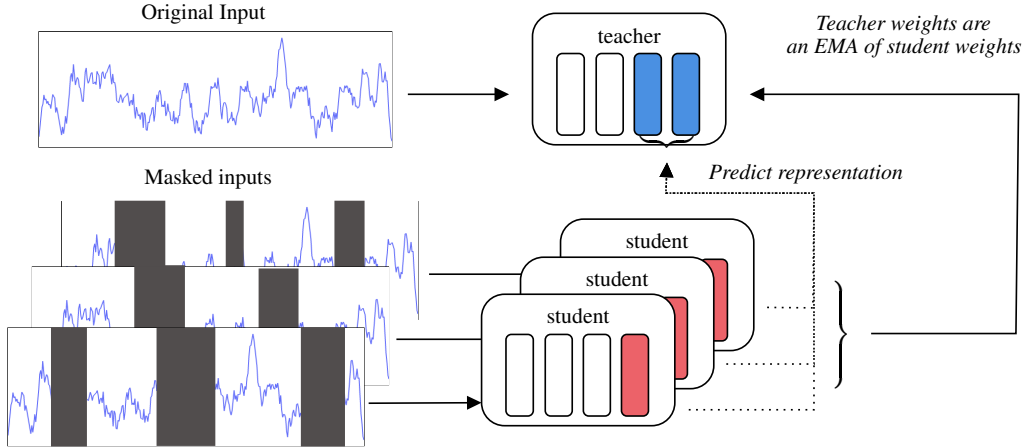 Original Input
teacher
Teacher weights are
an EMA of student weights
Masked inputs
Predict representation
student
student
student